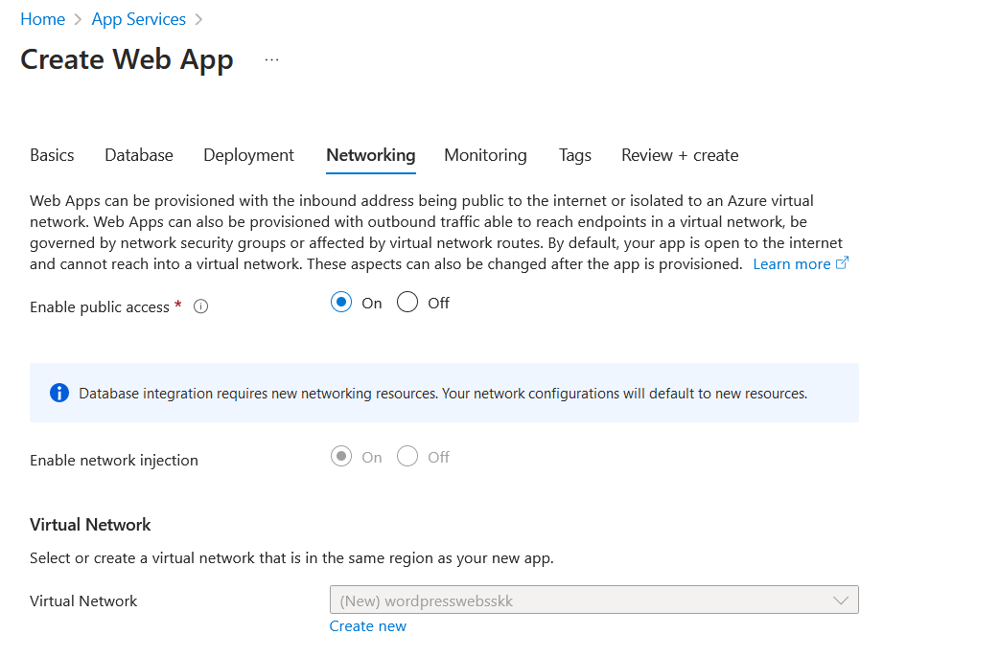 Home > App Services >
Create Web App ...
Basics Database Deployment Networking Monitoring Tags Review + create
Web Apps can be provisioned with the inbound address being public to the internet or isolated to an Azure virtual
network. Web Apps can also be provisioned with outbound traffic able to reach endpoints in a virtual network, be
governed by network security groups or affected by virtual network routes. By default, your app is open to the internet
and cannot reach into a virtual network. These aspects can also be changed after the app is provisioned. Learn more
Enable public access * On Off
Database integration requires new networking resources. Your network configurations will default to new resources.
Enable network injection On Off
Virtual Network
Select or create a virtual network that is in the same region as your new app.
Virtual Network (New) wordpresswebsskk
Create new